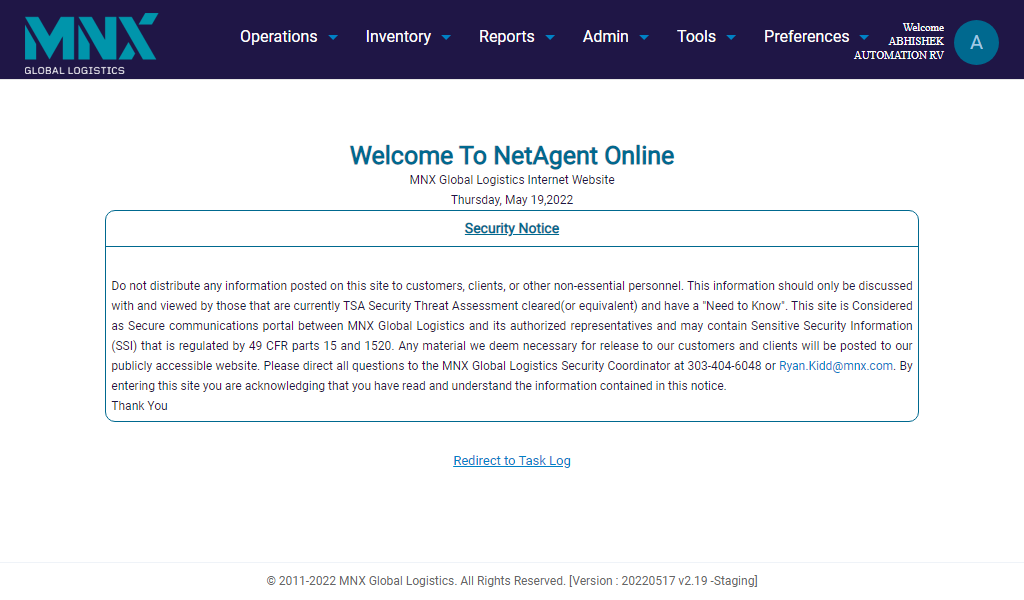 MNX
GLOBAL LOGISTICS
Operations Inventory Reports Admin Tools Preferences
Welcome
ABHISHEK
AUTOMATION RV
A
Welcome To NetAgent Online
MNX Global Logistics Internet Website
Thursday, May 19,2022
Security Notice
Do not distribute any information posted on this site to customers, clients, or other non-essential personnel. This information should only be discussed
with and viewed by those that are currently TSA Security Threat Assessment cleared(or equivalent) and have a "Need to Know". This site is Considered
as Secure communications portal between MNX Global Logistics and its authorized representatives and may contain Sensitive Security Information
(SSI) that is regulated by 49 CFR parts 15 and 1520. Any material we deem necessary for release to our customers and clients will be posted to our
publicly accessible website. Please direct all questions to the MNX Global Logistics Security Coordinator at 303-404-6048 or Ryan.Kidd@mnx.com. By
entering this site you are acknowledging that you have read and understand the information contained in this notice.
Thank You
Redirect to Task Log
© 2011-2022 MNX Global Logistics. All Rights Reserved. [Version : 20220517 v2.19 -Staging]